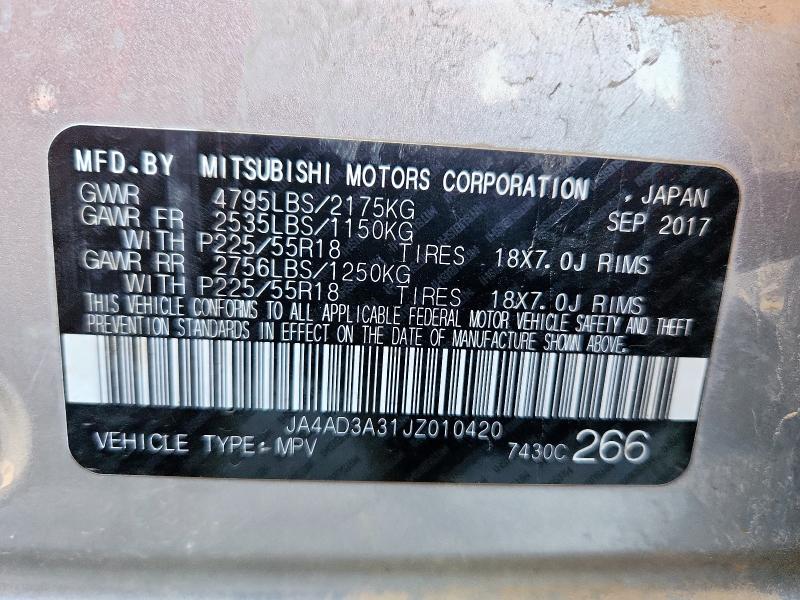 MFD.BY MITSUBISHI MOTORS CORPORATION , JAPAN
GVWR 4795LBS/2175KG SEP 2017
GAWR FR 2535LBS/1150KG
WITH P225/55R18 TIRES 18X7.0J RIMS
GAWR RR 2756LBS/1250KG
WITH P225/55R18 TIRES 18X7.0J RIMS
THIS VEHICLE CONFORMS TO ALL APPLICABLE FEDERAL MOTOR VEHICLE SAFETY AND THEFT
PREVENTION STANDARDS IN EFFECT ON THE DATE OF MANUFACTURE SHOWN ABOVE.
JA4AD3A31JZ010420
VEHICLE TYPE: MPV 7430C 266